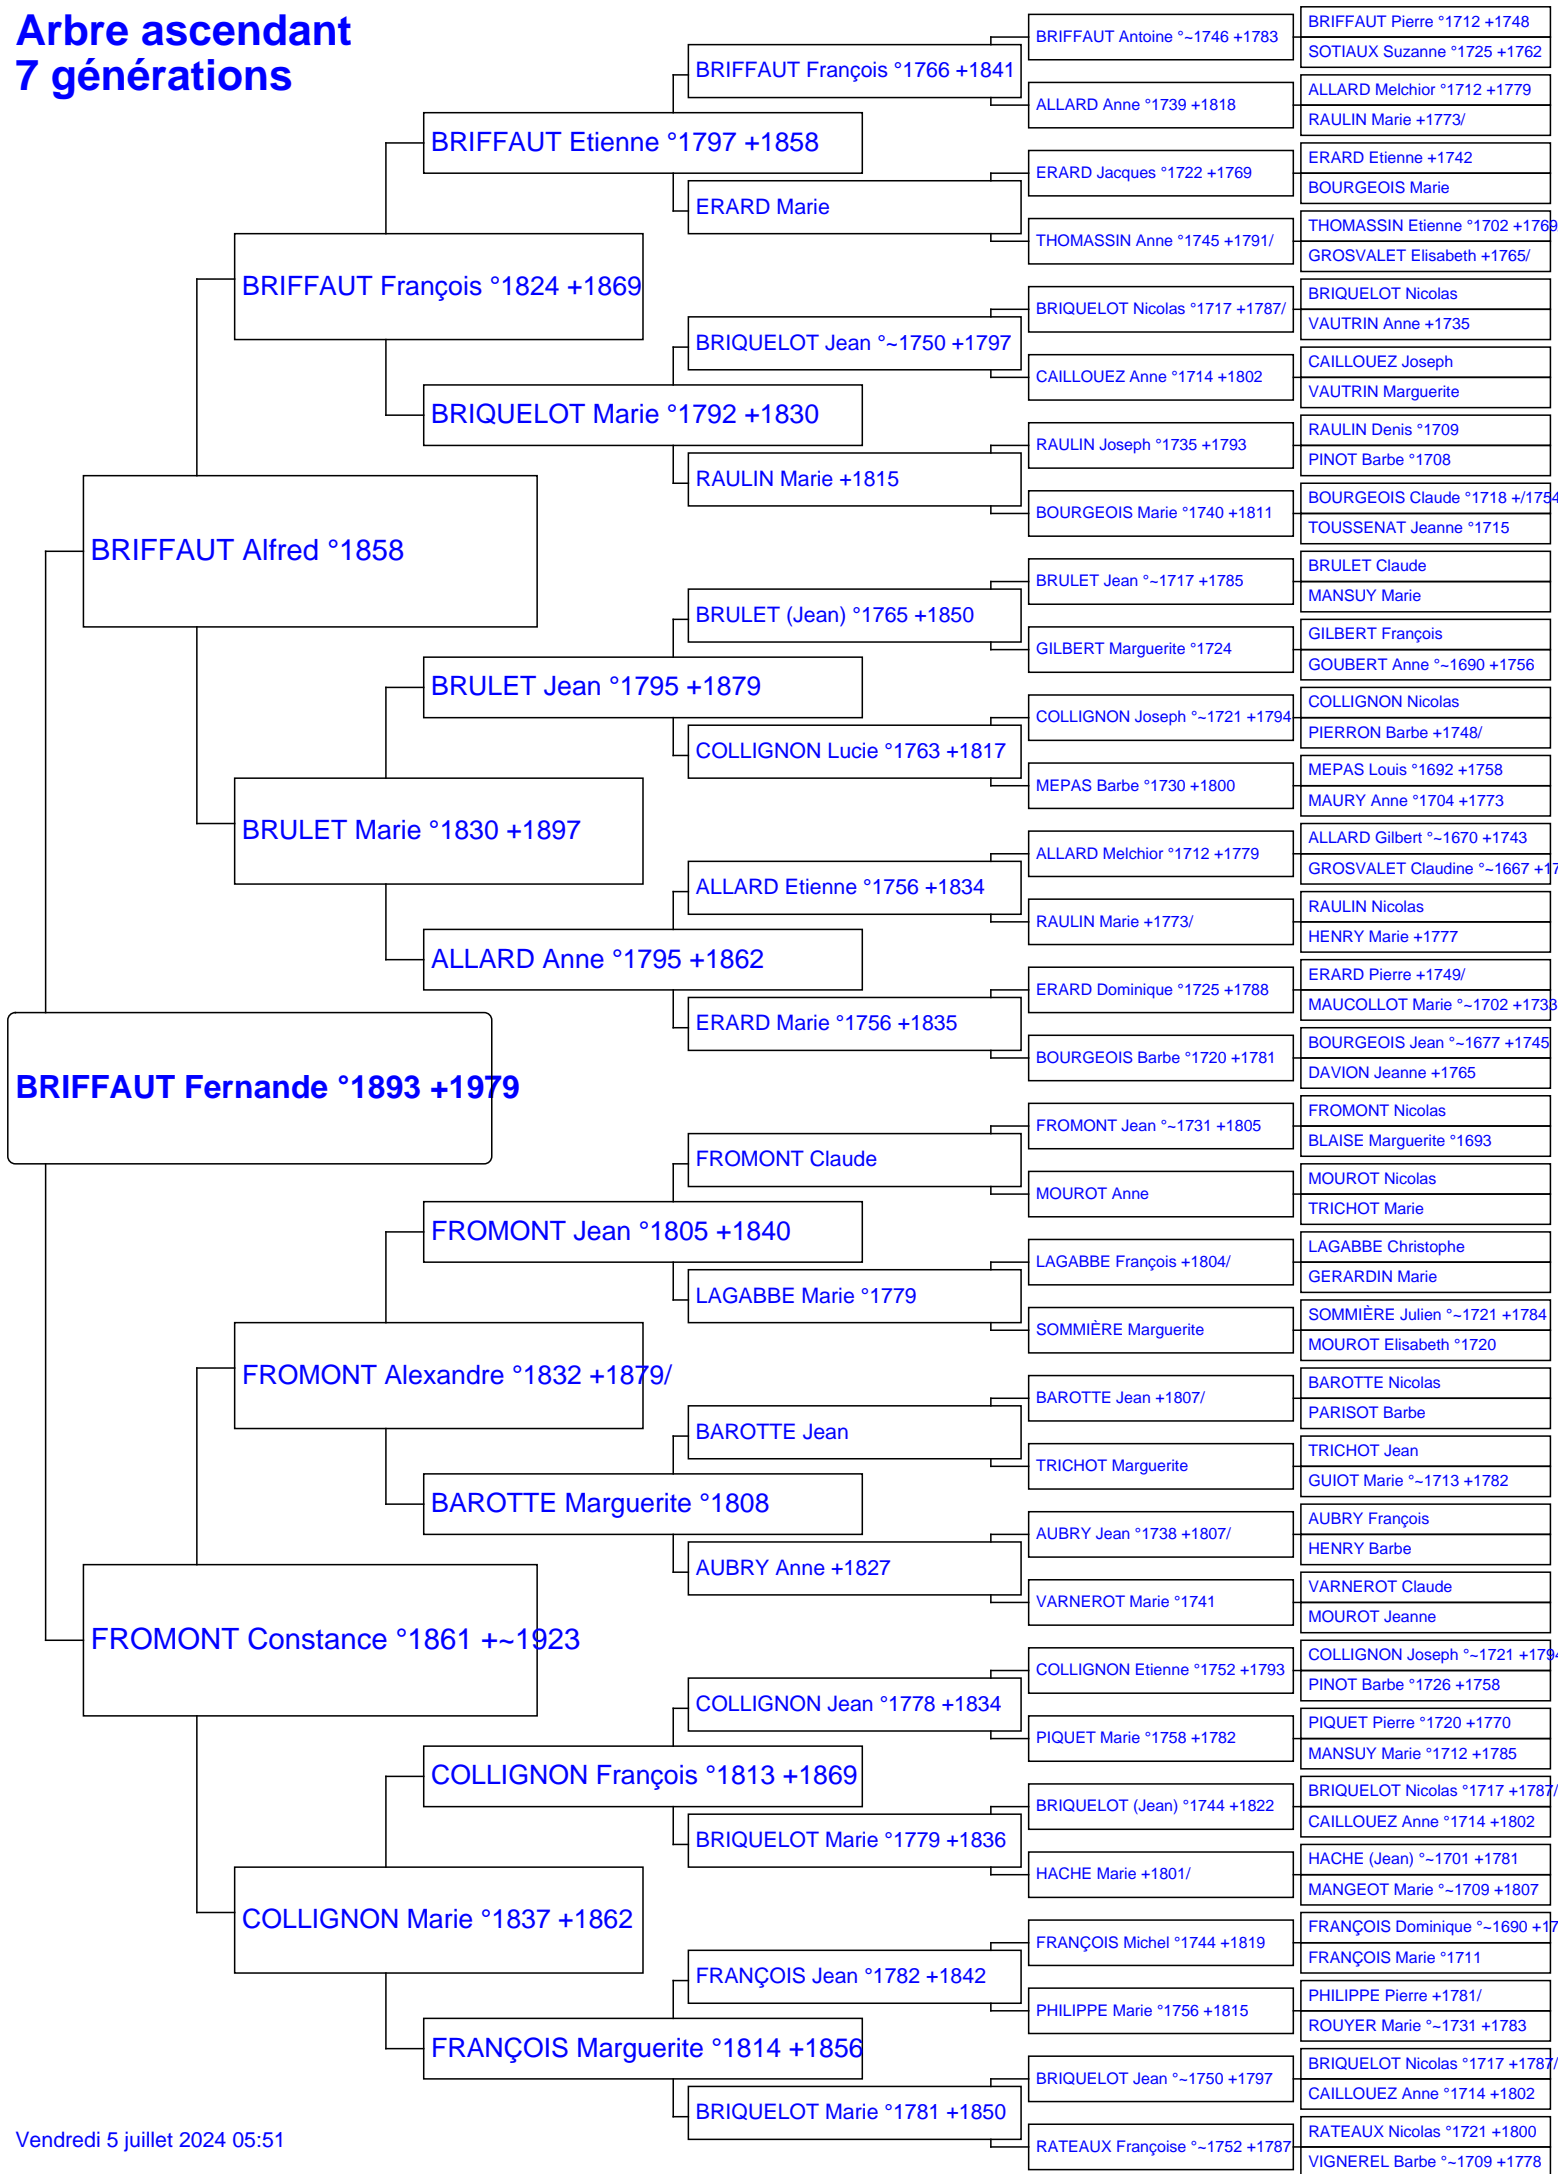 Arbre ascendant
7 générations
BRIFFAUT Fernande °1893 +1979
BRIFFAUT Alfred °1858
FROMONT Constance °1861 +~1923
BRIFFAUT François °1824 +1869
BRULET Marie °1830 +1897
FROMONT Alexandre °1832 +1879/
COLLIGNON Marie °1837 +1862
BRIFFAUT Etienne °1797 +1858
BRIQUELOT Marie °1792 +1830
BRULET Jean °1795 +1879
ALLARD Anne °1795 +1862
FROMONT Jean °1805 +1840
BAROTTE Marguerite °1808
COLLIGNON François °1813 +1869
FRANÇOIS Marguerite °1814 +1856
BRIFFAUT François °1766 +1841
ERARD Marie
BRIQUELOT Jean °~1750 +1797
RAULIN Marie +1815
BRULET (Jean) °1765 +1850
COLLIGNON Lucie °1763 +1817
ALLARD Etienne °1756 +1834
ERARD Marie °1756 +1835
FROMONT Claude
LAGABBE Marie °1779
BAROTTE Jean
AUBRY Anne +1827
COLLIGNON Jean °1778 +1834
BRIQUELOT Marie °1779 +1836
FRANÇOIS Jean °1782 +1842
BRIQUELOT Marie °1781 +1850
BRIFFAUT Antoine °~1746 +1783
ALLARD Anne °1739 +1818
ERARD Jacques °1722 +1769
THOMASSIN Anne °1745 +1791/
BRIQUELOT Nicolas °1717 +1787/
CAILLOUEZ Anne °1714 +1802
RAULIN Joseph °1735 +1793
BOURGEOIS Marie °1740 +1811
BRULET Jean °~1717 +1785
GILBERT Marguerite °1724
COLLIGNON Joseph °~1721 +1794
MEPAS Barbe °1730 +1800
ALLARD Melchior °1712 +1779
RAULIN Marie +1773/
ERARD Dominique °1725 +1788
BOURGEOIS Barbe °1720 +1781
FROMONT Jean °~1731 +1805
MOUROT Anne
LAGABBE François +1804/
SOMMIÈRE Marguerite
BAROTTE Jean +1807/
TRICHOT Marguerite
AUBRY Jean °1738 +1807/
VARNEROT Marie °1741
COLLIGNON Etienne °1752 +1793
PIQUET Marie °1758 +1782
BRIQUELOT (Jean) °1744 +1822
HACHE Marie +1801/
FRANÇOIS Michel °1744 +1819
PHILIPPE Marie °1756 +1815
BRIQUELOT Jean °~1750 +1797
RATEAUX Françoise °~1752 +1787
BRIFFAUT Pierre °1712 +1748
SOTIAUX Suzanne °1725 +1762
ALLARD Melchior °1712 +1779
RAULIN Marie +1773/
ERARD Etienne +1742
BOURGEOIS Marie
THOMASSIN Etienne °1702 +1769
GROSVALET Elisabeth +1765/
BRIQUELOT Nicolas
VAUTRIN Anne +1735
CAILLOUEZ Joseph
VAUTRIN Marguerite
RAULIN Denis °1709
PINOT Barbe °1708
BOURGEOIS Claude °1718 +/1754
TOUSSENAT Jeanne °1715
BRULET Claude
MANSUY Marie
GILBERT François
GOUBERT Anne °~1690 +1756
COLLIGNON Nicolas
PIERRON Barbe +1748/
MEPAS Louis °1692 +1758
MAURY Anne °1704 +1773
ALLARD Gilbert °~1670 +1743
GROSVALET Claudine °~1667 +17
RAULIN Nicolas
HENRY Marie +1777
ERARD Pierre +1749/
MAUCOLLOT Marie °~1702 +1733
BOURGEOIS Jean °~1677 +1745
DAVION Jeanne +1765
FROMONT Nicolas
BLAISE Marguerite °1693
MOUROT Nicolas
TRICHOT Marie
LAGABBE Christophe
GERARDIN Marie
SOMMIÈRE Julien °~1721 +1784
MOUROT Elisabeth °1720
BAROTTE Nicolas
PARISOT Barbe
TRICHOT Jean
GUIOT Marie °~1713 +1782
AUBRY François
HENRY Barbe
VARNEROT Claude
MOUROT Jeanne
COLLIGNON Joseph °~1721 +1794
PINOT Barbe °1726 +1758
PIQUET Pierre °1720 +1770
MANSUY Marie °1712 +1785
BRIQUELOT Nicolas °1717 +1787/
CAILLOUEZ Anne °1714 +1802
HACHE (Jean) °~1701 +1781
MANGEOT Marie °~1709 +1807
FRANÇOIS Dominique °~1690 +17
FRANÇOIS Marie °1711
PHILIPPE Pierre +1781/
ROUYER Marie °~1731 +1783
BRIQUELOT Nicolas °1717 +1787/
CAILLOUEZ Anne °1714 +1802
RATEAUX Nicolas °1721 +1800
VIGNEREL Barbe °~1709 +1778
Vendredi 5 juillet 2024 05:51